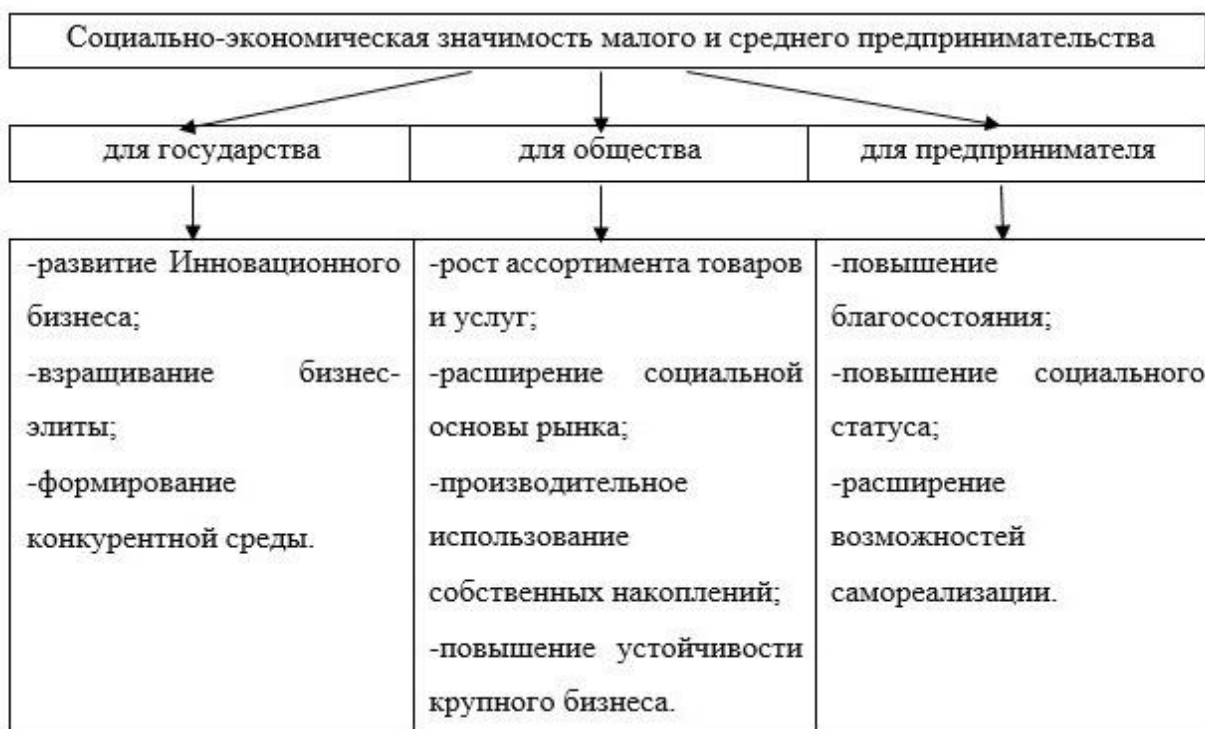 Социально-экономическая значимость малого и среднего предпринимательства
для государства
для общества
для предпринимателя
-развитие Инновационного
бизнеса;
-взращивание бизнес-
элиты;
-формирование
конкурентной среды.
-рост ассортимента товаров
и услуг;
-расширение социальной
основы рынка;
-производительное
использование
собственных накоплений;
-повышение устойчивости
крупного бизнеса.
-повышение
благосостояния;
-повышение социального
статуса;
-расширение
возможностей
самореализации.